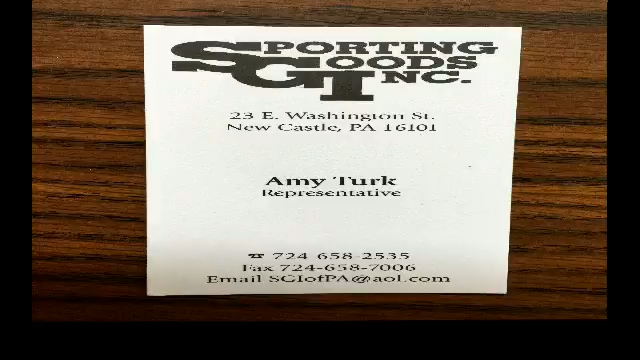 SPORTING
GOODS
INC.
23 E. Washington St.
New Castle, PA 16101
Amy Turk
Representative
☎ 724 658-2535
Fax 724-658-7006
Email SGIofPA@aol.com